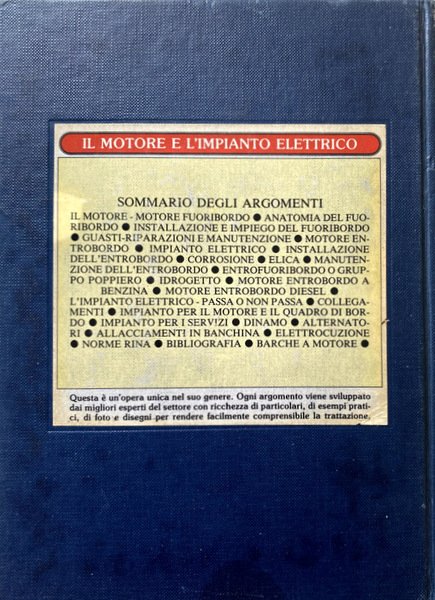 IL MOTORE E L'IMPIANTO ELETTRICO
SOMMARIO DEGLI ARGOMENTI
IL MOTORE - MOTORE FUORIBORDO ● ANATOMIA DEL FUO-
RIBORDO ● INSTALLAZIONE E IMPIEGO DEL FUORIBORDO
● GUASTI-RIPARAZIONI E MANUTENZIONE ● MOTORE EN-
TROBORDO ● IMPIANTO ELETTRICO ● INSTALLAZIONE
DELL'ENTROBORDO ● CORROSIONE ● ELICA ● MANUTEN-
ZIONE DELL'ENTROBORDO ● ENTROFUORIBORDO O GRUP-
PO POPPIERO ● IDROGETTO ● MOTORE ENTROBORDO A
BENZINA ● MOTORE ENTROBORDO DIESEL ●
L'IMPIANTO ELETTRICO - PASSA O NON PASSA ● COLLEGA-
MENTI ● IMPIANTO PER IL MOTORE E IL QUADRO DI BOR-
DO ● IMPIANTO PER I SERVIZI ● DINAMO ● ALTERNATO-
RI ● ALLACCIAMENTI IN BANCHINA ● ELETTROCUZIONE
● NORME RINA ● BIBLIOGRAFIA ● BARCHE A MOTORE ●
Questa è un'opera unica nel suo genere. Ogni argomento viene sviluppato
dai migliori esperti del settore con ricchezza di particolari, di esempi prati-
ci, di foto e disegni per rendere facilmente comprensibile la trattazione.